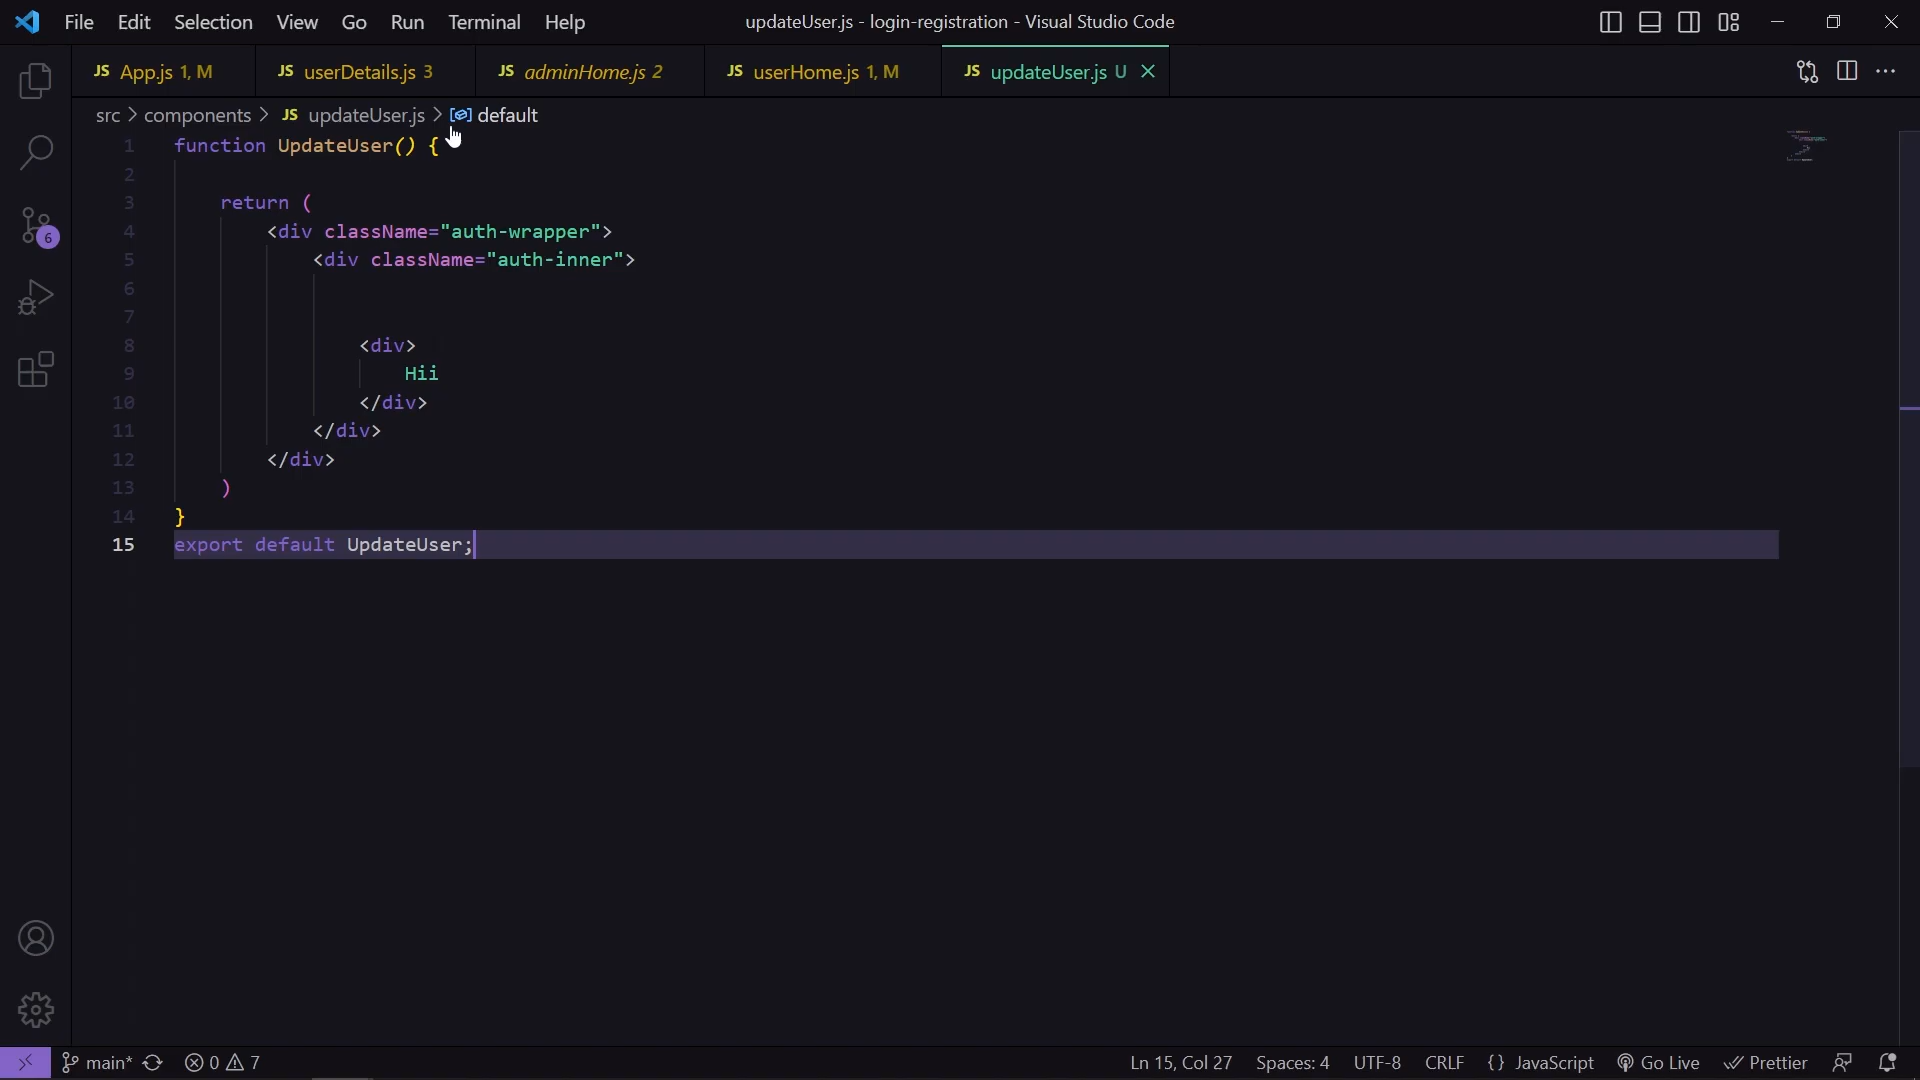 File Edit Selection View Go Run Terminal Help updateUser.js - login-registration - Visual Studio Code
JS App.js 1, M JS userDetails.js 3 JS adminHome.js 2 JS userHome.js 1, M JS updateUser.js U
src > components > JS updateUser.js > default
1 function UpdateUser() {
2
3 return (
4 <div className="auth-wrapper">
5 <div className="auth-inner">
6
7
8 <div>
9 Hii
10 </div>
11 </div>
12 </div>
13 )
14 }
15 export default UpdateUser;
6
main* 0 7 Ln 15, Col 27 Spaces: 4 UTF-8 CRLF {} JavaScript Go Live Prettier